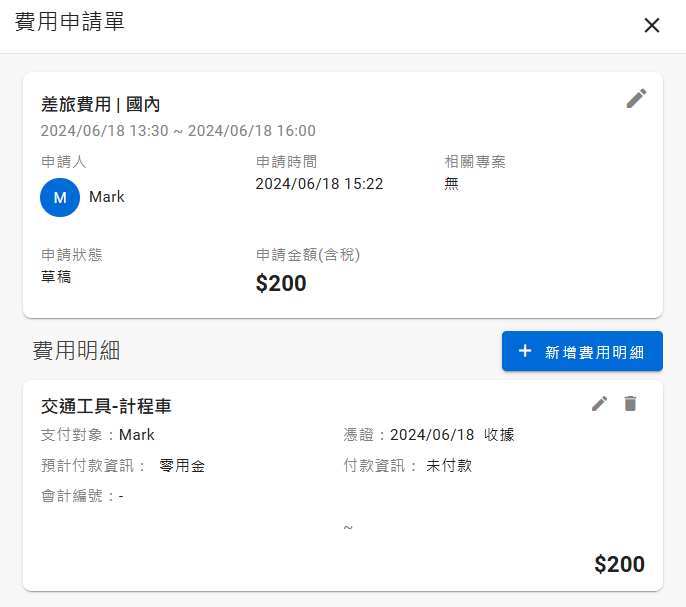 費用申請單
差旅費用 | 國內
2024/06/18 13:30 ~ 2024/06/18 16:00
申請人 申請時間 相關專案
2024/06/18 15:22 無
M Mark
申請狀態 申請金額(含稅)
草稿 $200
費用明細 + 新增費用明細
交通工具-計程車
支付對象：Mark 憑證：2024/06/18 收據
預計付款資訊： 零用金 付款資訊： 未付款
會計編號：-
~
$200